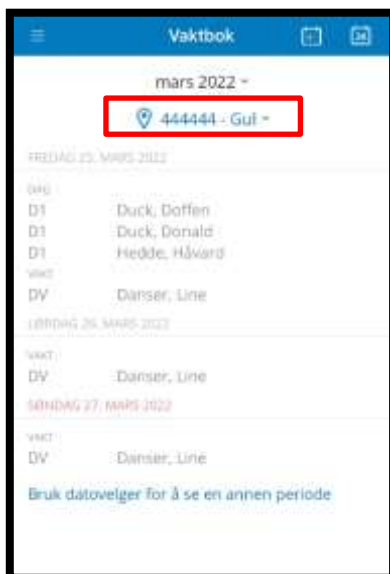 Vaktbok
mars 2022
444444 - Gul
FREDAG 25. MARS 2022
DAG
D1 Duck, Doffen
D1 Duck, Donald
D1 Hedde, Håvard
VAKT
DV Danser, Line
LØRDAG 26. MARS 2022
VAKT
DV Danser, Line
SØNDAG 27. MARS 2022
VAKT
DV Danser, Line
Bruk datovelger for å se en annen periode